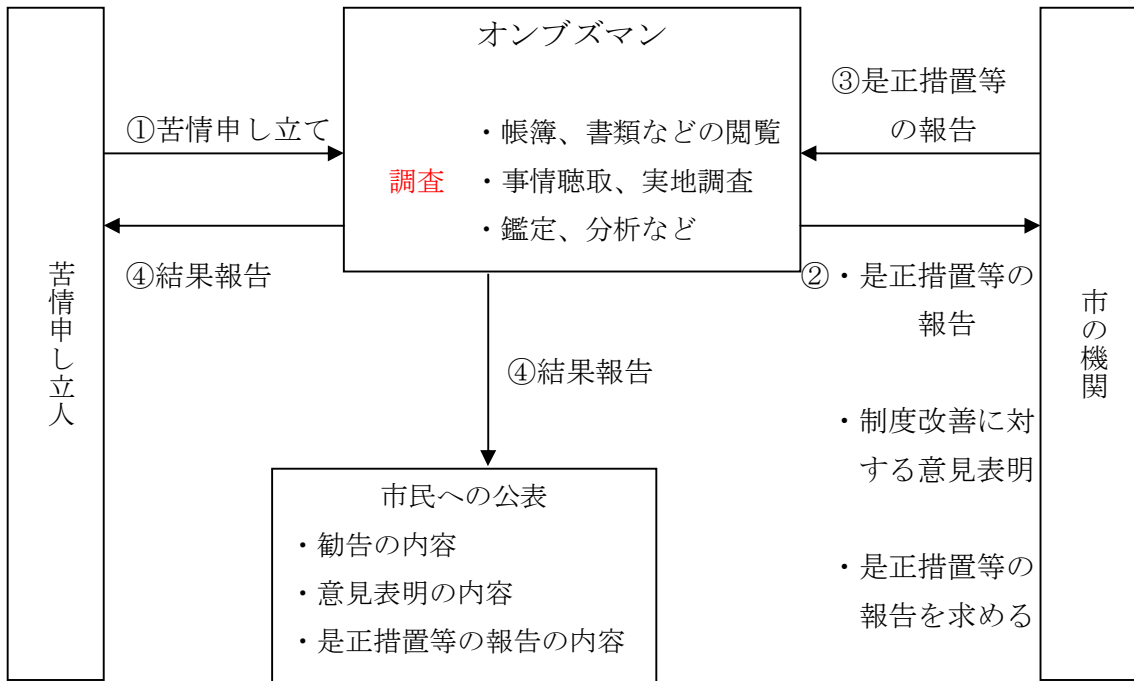 オンブズマン
・帳簿、書類などの閲覧
調査 ・事情聴取、実地調査
・鑑定、分析など
苦情申し立人
①苦情申し立て
④結果報告
③是正措置等
の報告
②・是正措置等の
報告
・制度改善に対
する意見表明
・是正措置等の
報告を求める
市の機関
④結果報告
市民への公表
・勧告の内容
・意見表明の内容
・是正措置等の報告の内容